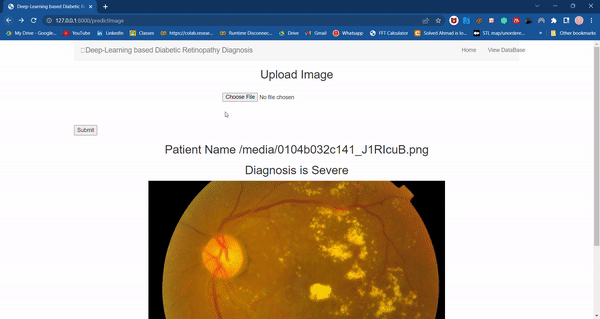 Deep-Learning based Diabetic Re
127.0.0.1:8000/predictImage
My Drive - Google...
YouTube
LinkedIn
Classes
https://colab.resea...
Runtime Disconnec...
Drive
Gmail
Whatsapp
FFT Calculator
Solved Ahmad is lo...
STL map/unordere...
Other bookmarks
Deep-Learning based Diabetic Retinopathy Diagnosis
Home
View DataBase
Upload Image
Choose File No file chosen
Submit
Patient Name /media/0104b032c141_J1RIcuB.png
Diagnosis is Severe